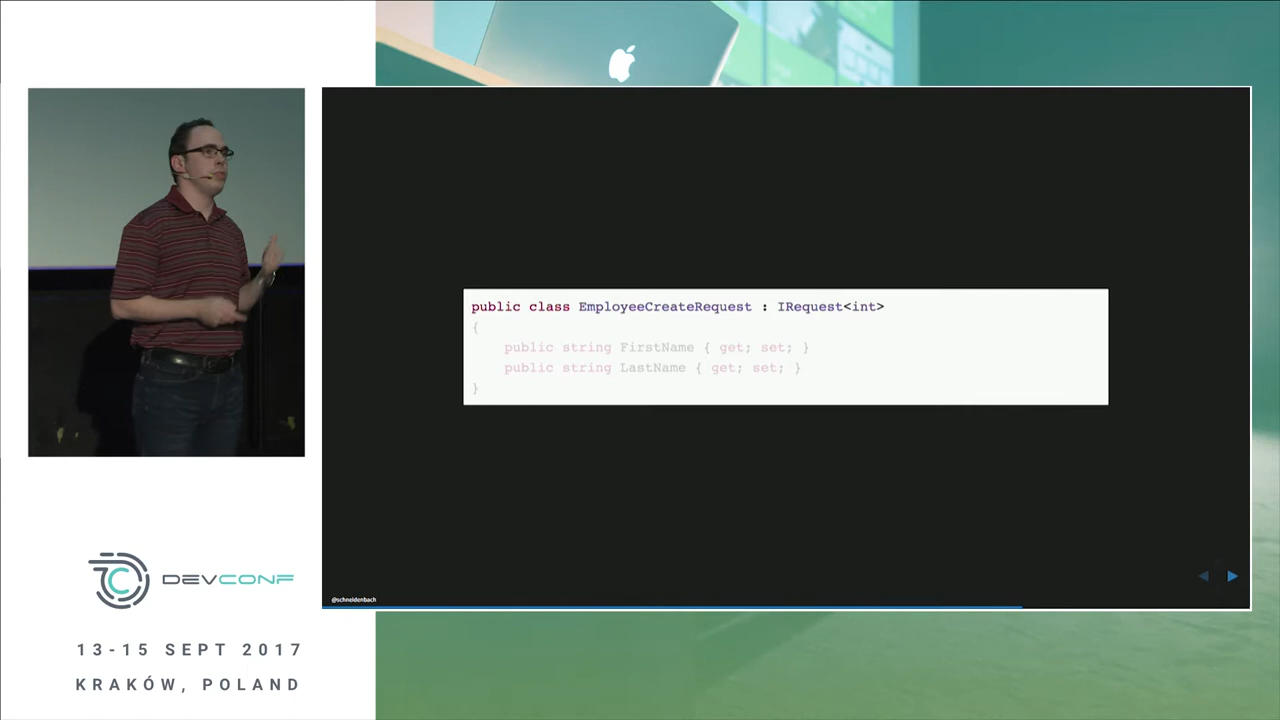 public class EmployeeCreateRequest : IRequest<int>
{
public string FirstName { get; set; }
public string LastName { get; set; }
}
@schneidenbach
DEVCONF
13-15 SEPT 2017
KRAKÓW, POLAND